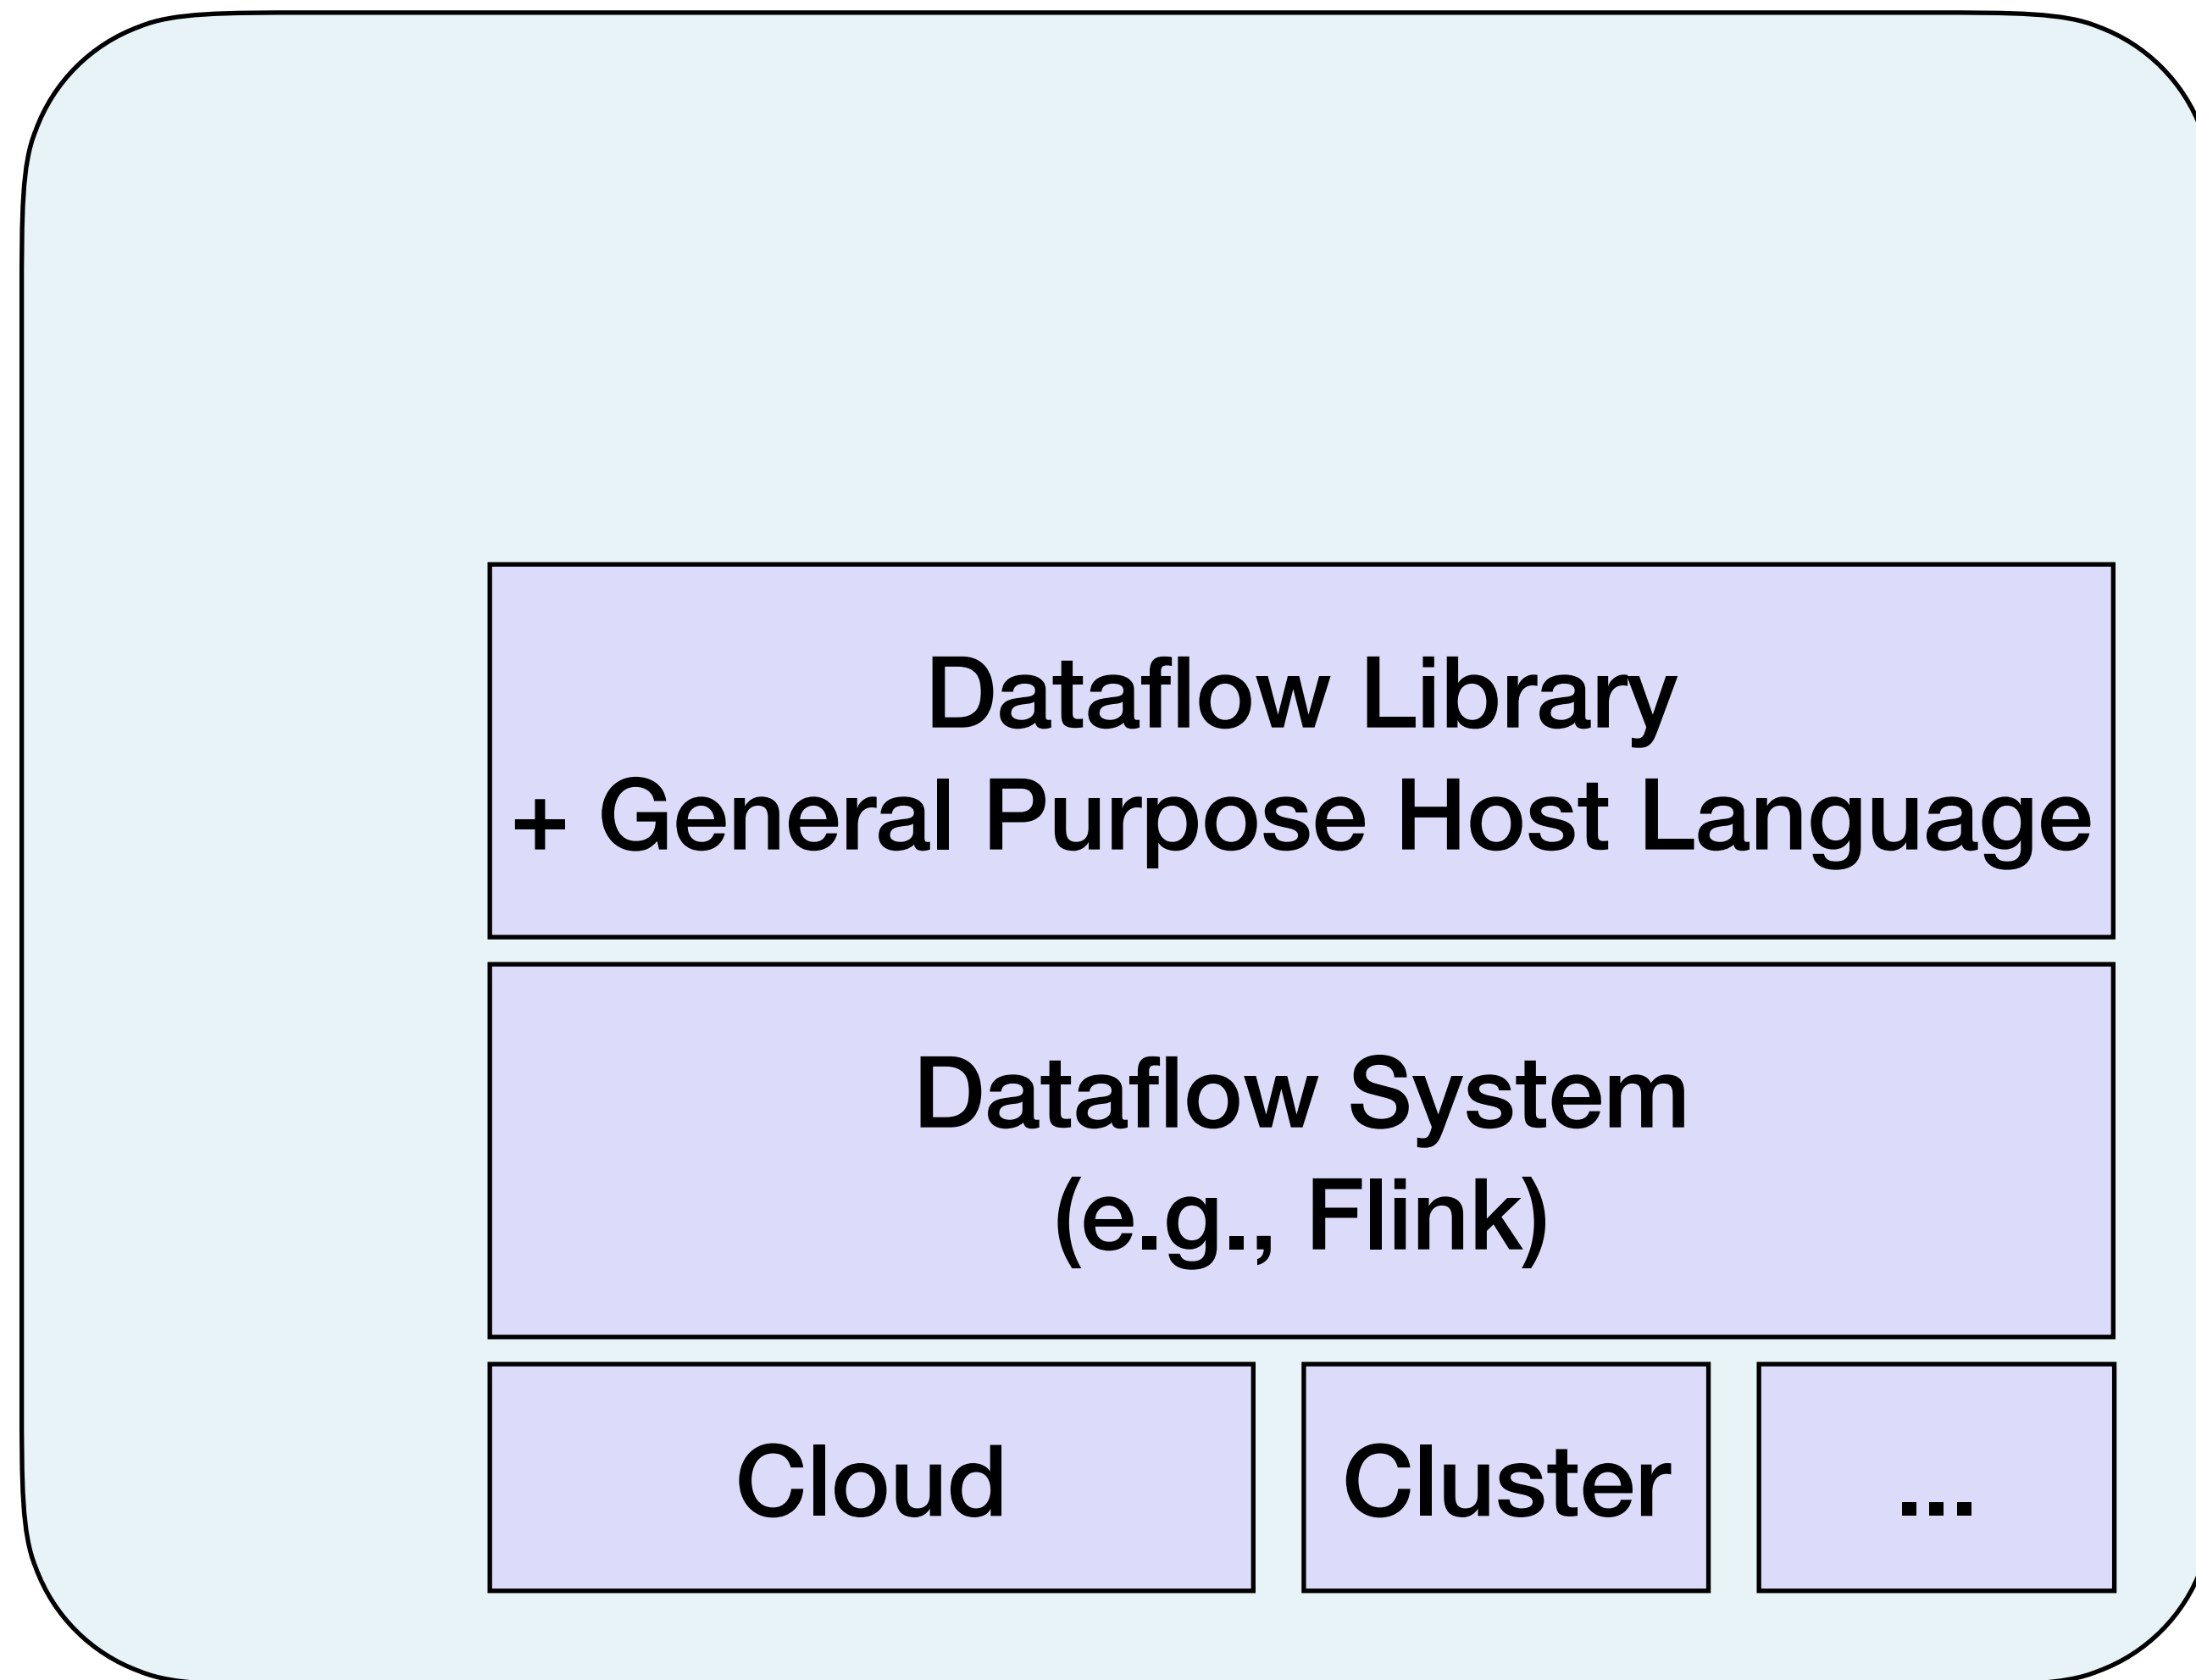 Dataflow Library
+ General Purpose Host Language
Dataflow System
(e.g., Flink)
Cloud
Cluster
...